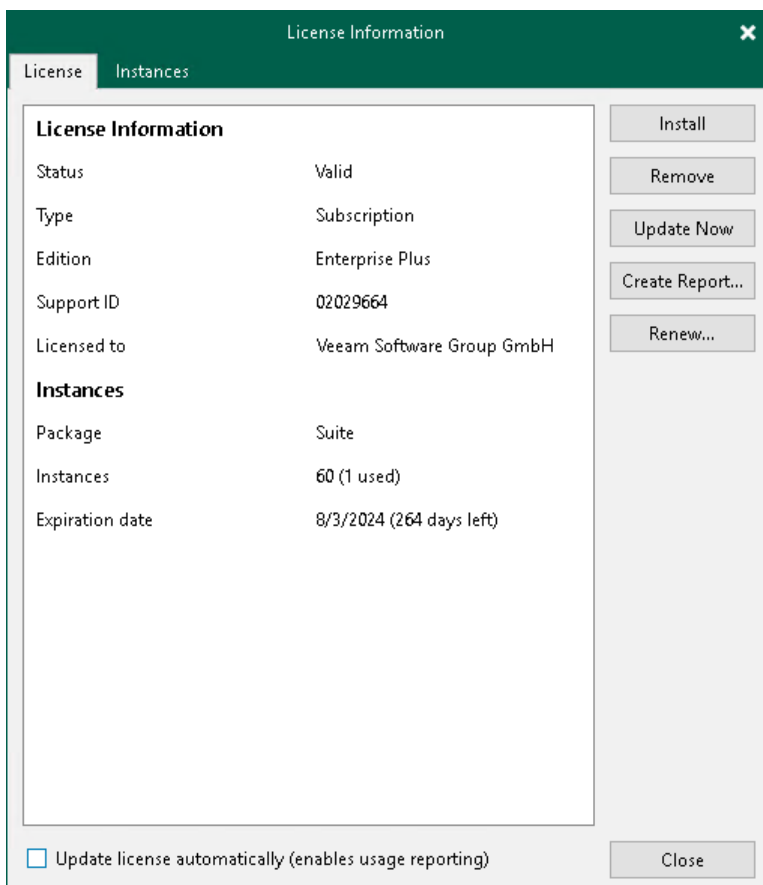 License Information
License
Instances
License Information
Status Valid
Type Subscription
Edition Enterprise Plus
Support ID 02029664
Licensed to Veeam Software Group GmbH
Instances
Package Suite
Instances 60 (1 used)
Expiration date 8/3/2024 (264 days left)
Install
Remove
Update Now
Create Report...
Renew...
Update license automatically (enables usage reporting)
Close